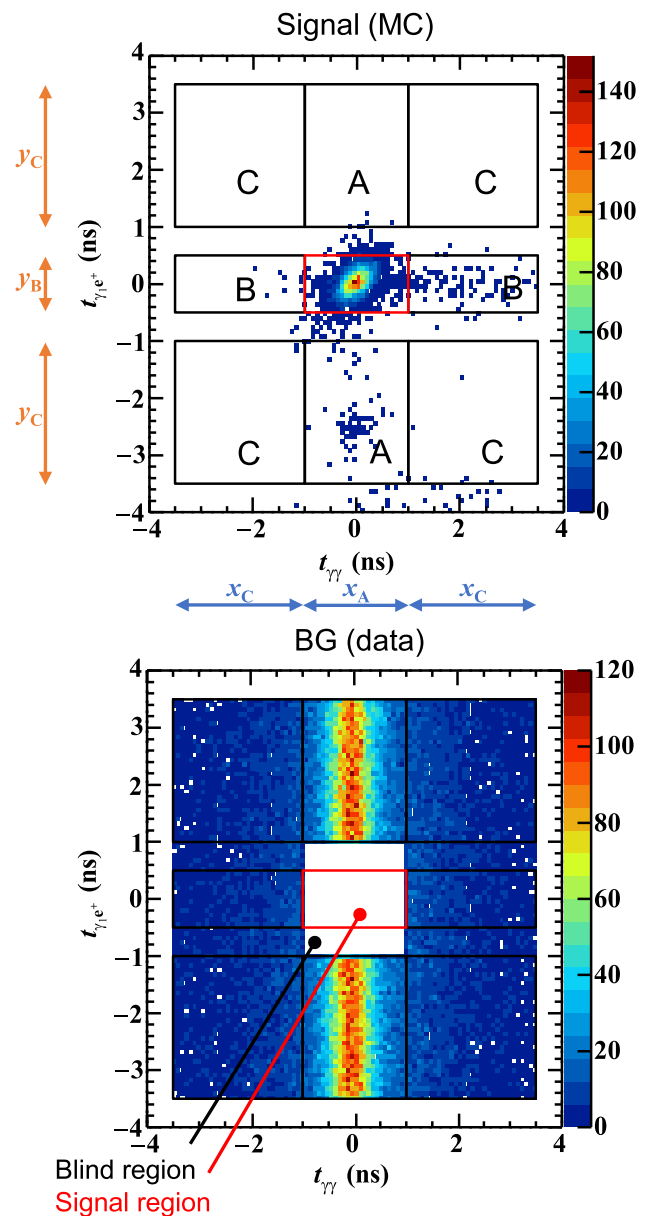 Signal (MC)
4
3
2
1
0
−1
−2
−3
−4
−4 −2 0 2 4
140
120
100
80
60
40
20
0
y_C
y_B
y_C
t_γ₁e⁺ (ns)
C A C
B B
C A C
t_γγ (ns)
x_C x_A x_C
BG (data)
4
3
2
1
0
−1
−2
−3
−4
−4 −2 0 2 4
120
100
80
60
40
20
0
t_γ₁e⁺ (ns)
t_γγ (ns)
Blind region
Signal region